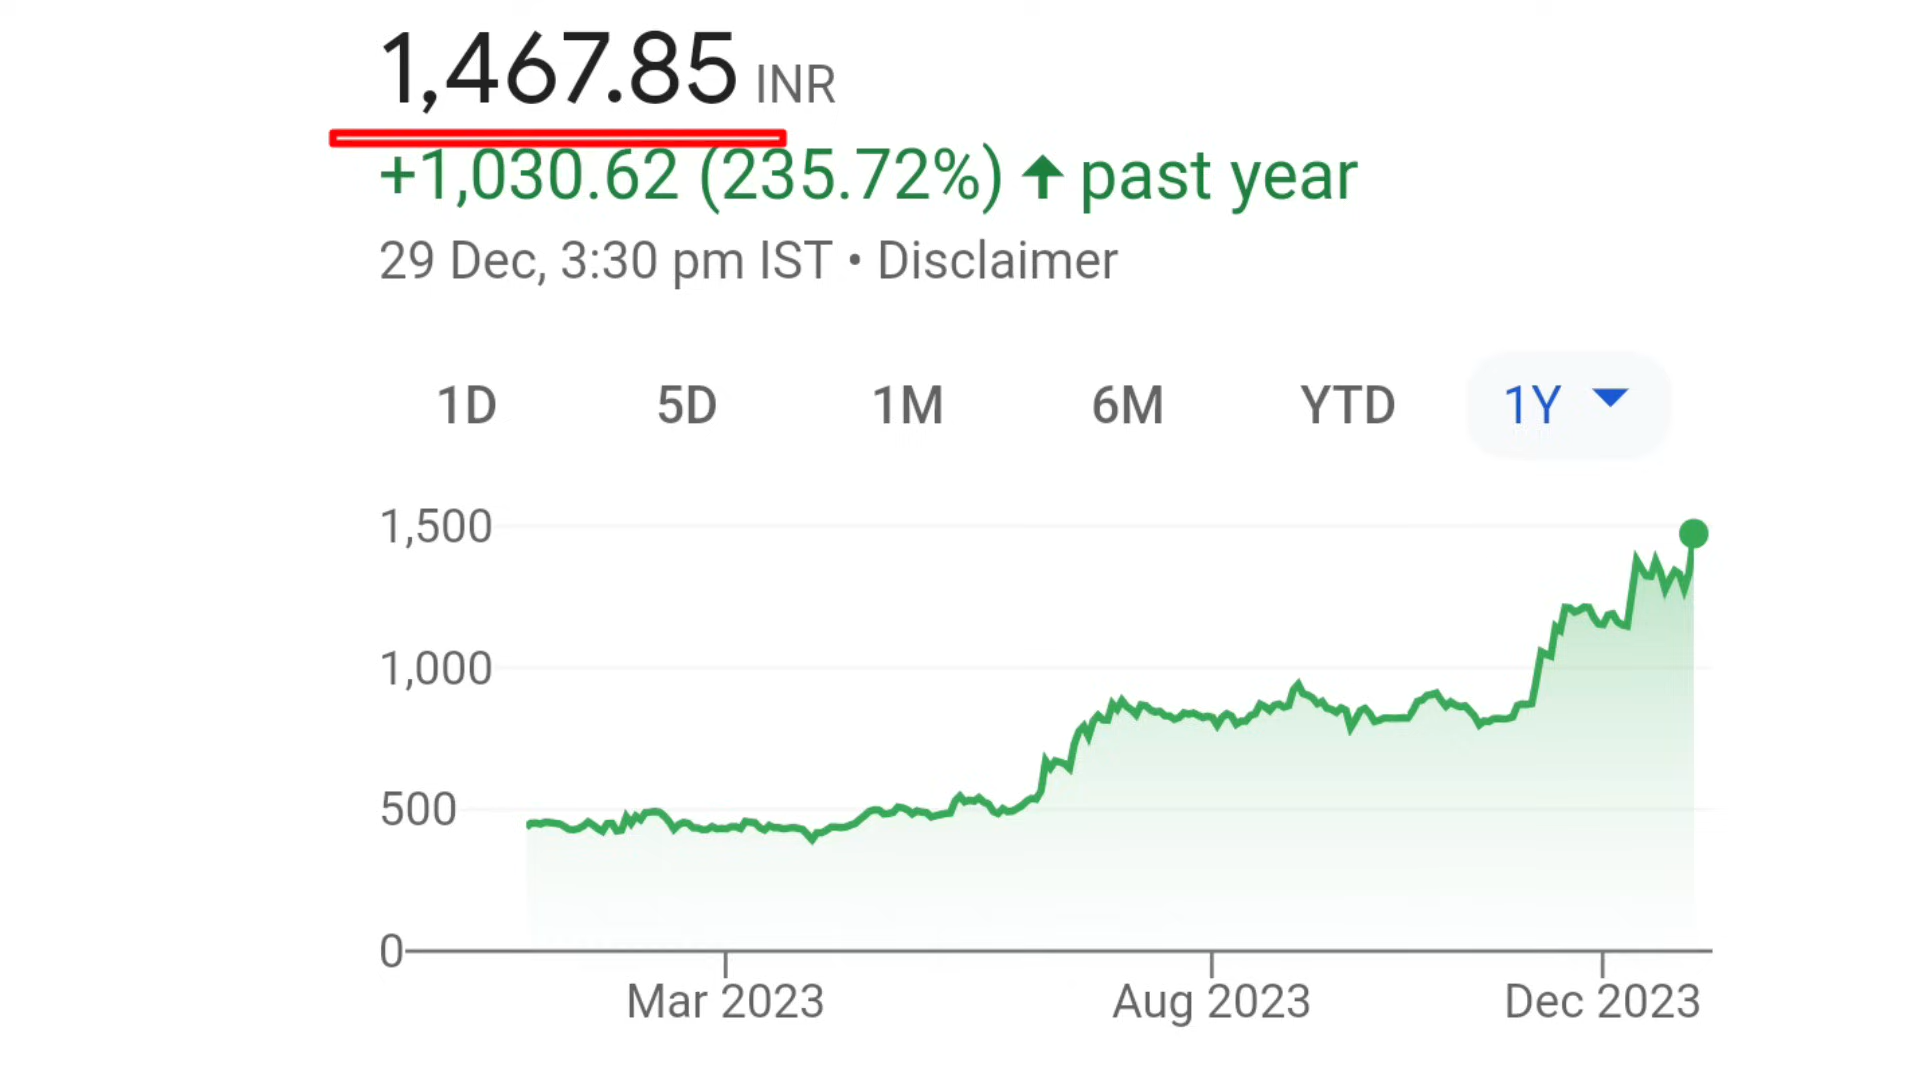 1,467.85 INR
+1,030.62 (235.72%) ↑ past year
29 Dec, 3:30 pm IST • Disclaimer
1D 5D 1M 6M YTD 1Y
1,500
1,000
500
0
Mar 2023 Aug 2023 Dec 2023